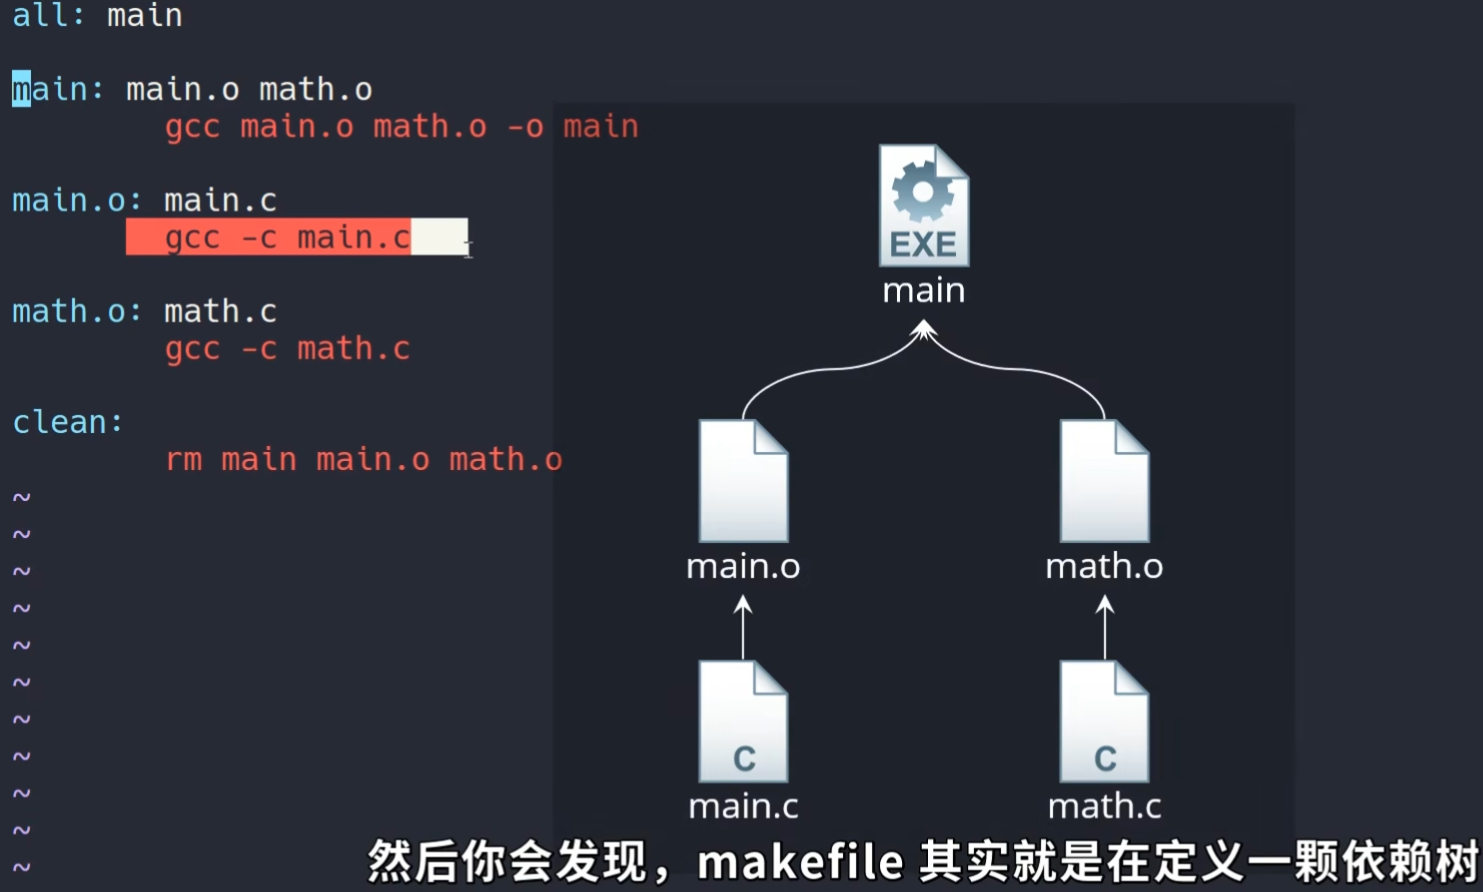 all: main
main: main.o math.o
gcc main.o math.o -o main
main.o: main.c
gcc -c main.c
math.o: math.c
gcc -c math.c
clean:
rm main main.o math.o
~
~
~
~
~
~
~
~
~
~
~
EXE
main
main.o math.o
C C
main.c math.c
然后你会发现，makefile 其实就是在定义一颗依赖树